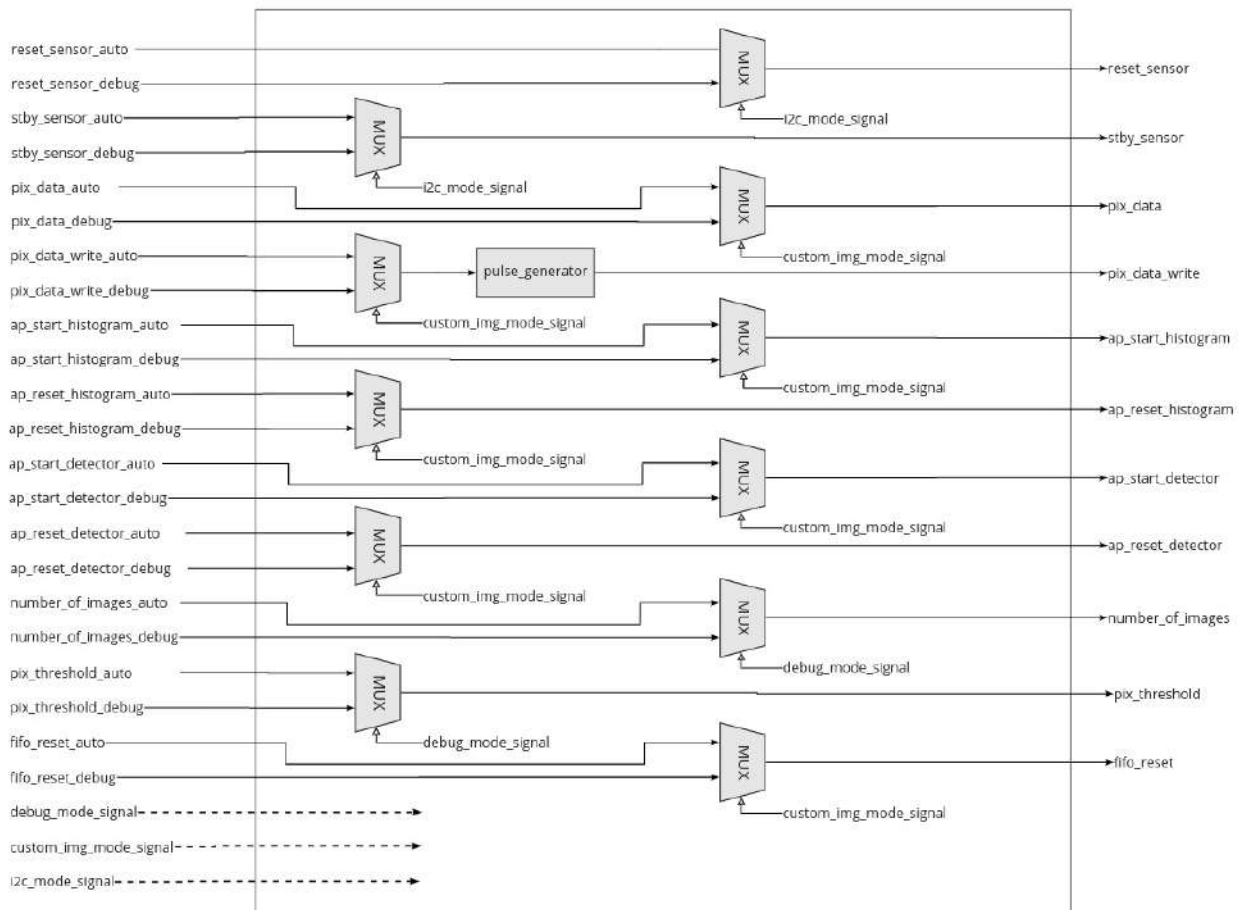 reset_sensor_auto
MUX
reset_sensor
reset_sensor_debug
i2c_mode_signal
stby_sensor_auto
MUX
stby_sensor
stby_sensor_debug
i2c_mode_signal
pix_data_auto
MUX
pix_data
pix_data_debug
custom_img_mode_signal
pix_data_write_auto
MUX
pulse_generator
pix_data_write
pix_data_write_debug
custom_img_mode_signal
ap_start_histogram_auto
MUX
ap_start_histogram
ap_start_histogram_debug
custom_img_mode_signal
ap_reset_histogram_auto
MUX
ap_reset_histogram
ap_reset_histogram_debug
custom_img_mode_signal
ap_start_detector_auto
MUX
ap_start_detector
ap_start_detector_debug
custom_img_mode_signal
ap_reset_detector_auto
MUX
ap_reset_detector
ap_reset_detector_debug
custom_img_mode_signal
number_of_images_auto
MUX
number_of_images
number_of_images_debug
debug_mode_signal
pix_threshold_auto
MUX
pix_threshold
pix_threshold_debug
debug_mode_signal
fifo_reset_auto
MUX
fifo_reset
fifo_reset_debug
custom_img_mode_signal
debug_mode_signal
custom_img_mode_signal
i2c_mode_signal